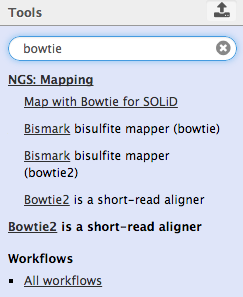 Tools
bowtie
NGS: Mapping
Map with Bowtie for SOLiD
Bismark bisulfite mapper (bowtie)
Bismark bisulfite mapper
(bowtie2)
Bowtie2 is a short-read aligner
Bowtie2 is a short-read aligner
Workflows
All workflows